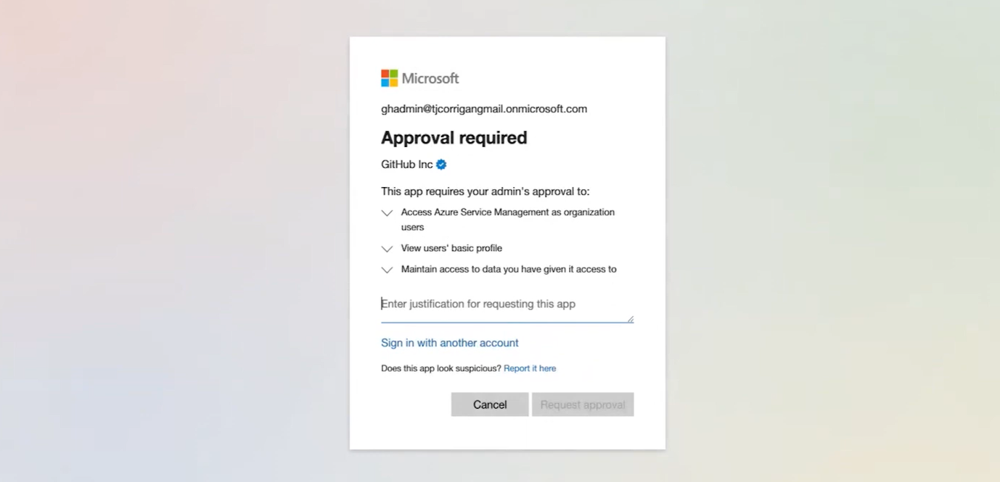 Microsoft
ghadmin@tjcorrigangmail.onmicrosoft.com
Approval required
GitHub Inc
This app requires your admin's approval to:
Access Azure Service Management as organization
users
View users' basic profile
Maintain access to data you have given it access to
Enter justification for requesting this app
Sign in with another account
Does this app look suspicious? Report it here
Cancel Request approval